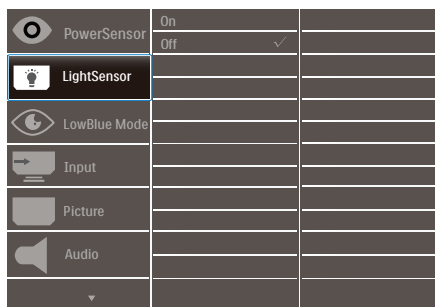 PowerSensor
On
Off
LightSensor
LowBlue Mode
Input
Picture
Audio